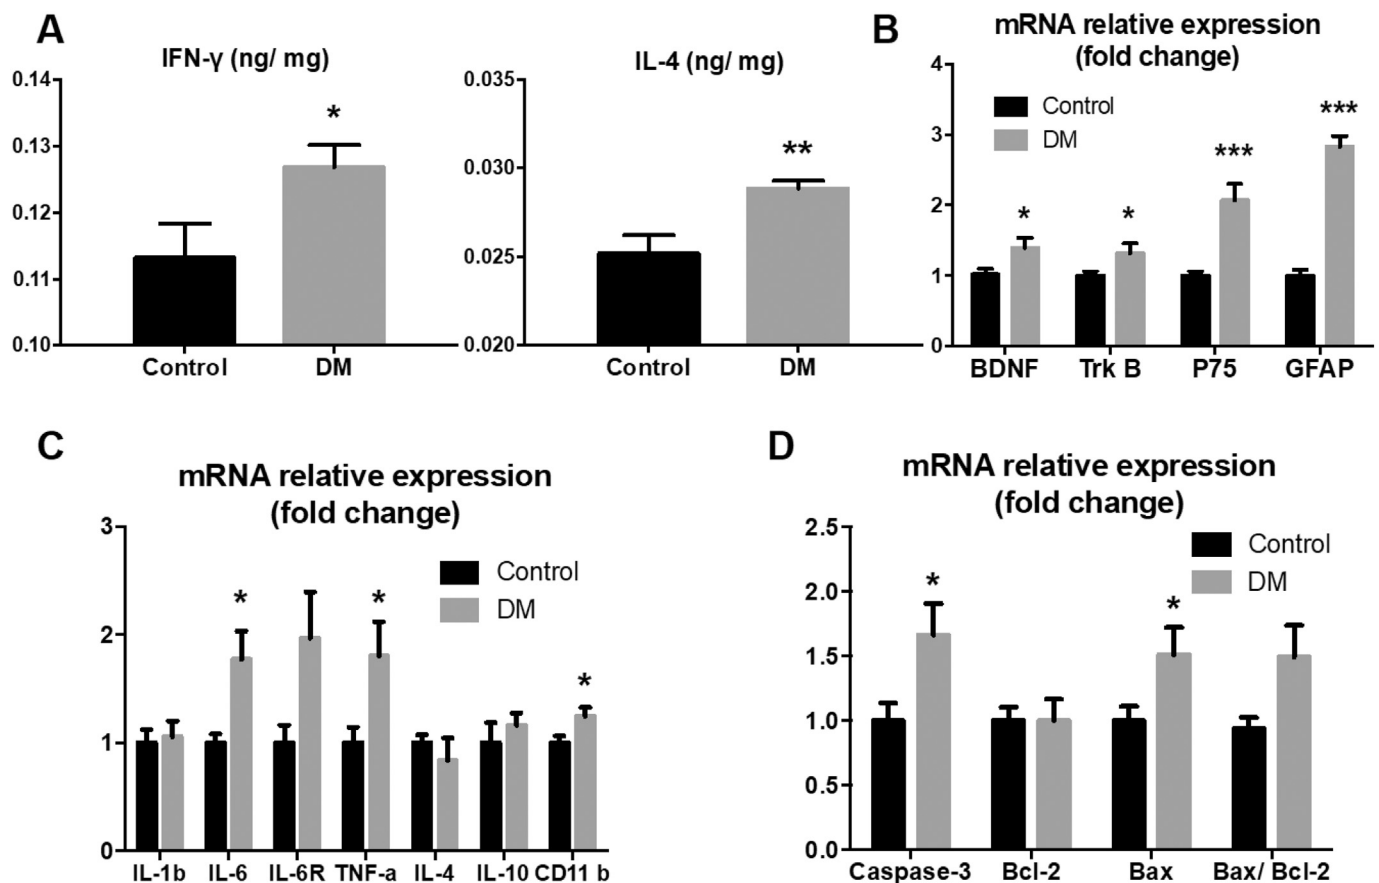 A
IFN-γ (ng/ mg)
0.14
0.13
0.12
0.11
0.10
*
Control
DM
IL-4 (ng/ mg)
0.035
0.030
0.025
0.020
**
Control
DM
B
mRNA relative expression
(fold change)
4
3
2
1
0
Control
DM
*
*
***
***
BDNF
Trk B
P75
GFAP
C
mRNA relative expression
(fold change)
3
2
1
0
Control
DM
*
*
*
IL-1b
IL-6
IL-6R
TNF-a
IL-4
IL-10
CD11 b
D
mRNA relative expression
(fold change)
2.5
2.0
1.5
1.0
0.5
0.0
Control
DM
*
*
Caspase-3
Bcl-2
Bax
Bax/ Bcl-2